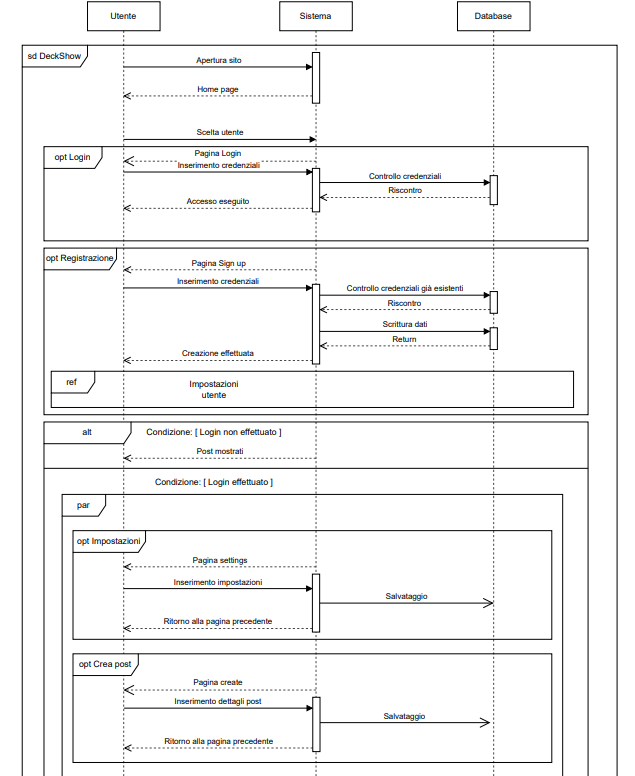 Utente
Sistema
Database
sd DeckShow
Apertura sito
Home page
Scelta utente
opt Login
Pagina Login
Inserimento credenziali
Controllo credenziali
Riscontro
Accesso eseguito
opt Registrazione
Pagina Sign up
Inserimento credenziali
Controllo credenziali già esistenti
Riscontro
Scrittura dati
Return
Creazione effettuata
ref
Impostazioni
utente
alt
Condizione: [ Login non effettuato ]
Post mostrati
Condizione: [ Login effettuato ]
par
opt Impostazioni
Pagina settings
Inserimento impostazioni
Salvataggio
Ritorno alla pagina precedente
opt Crea post
Pagina create
Inserimento dettagli post
Salvataggio
Ritorno alla pagina precedente